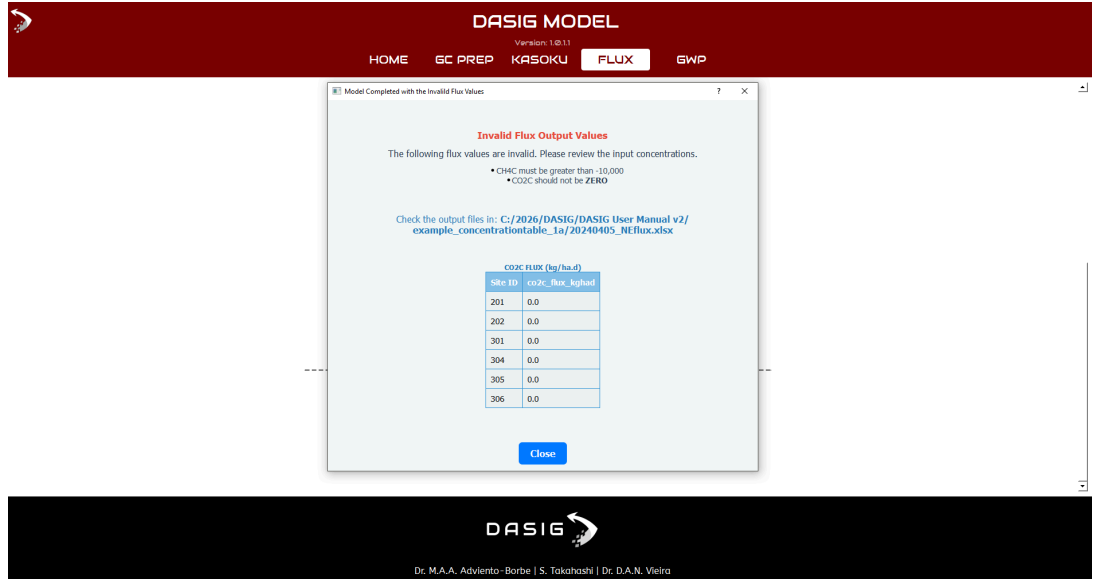 DASIG MODEL
Version: 1.0.1.1
HOME GC PREP KASOKU FLUX GWP
Model Completed with the Invalild Flux Values ? ×
Invalid Flux Output Values
The following flux values are invalid. Please review the input concentrations.
• CH4C must be greater than -10,000
• CO2C should not be ZERO
Check the output files in: C:/2026/DASIG/DASIG User Manual v2/
example_concentrationtable_1a/20240405_NEflux.xlsx
CO2C FLUX (kg/ha.d)
Site ID co2c_flux_kghad
201 0.0
202 0.0
301 0.0
304 0.0
305 0.0
306 0.0
Close
DASIG
Dr. M.A.A. Adviento-Borbe | S. Takahashi | Dr. D.A.N. Vieira